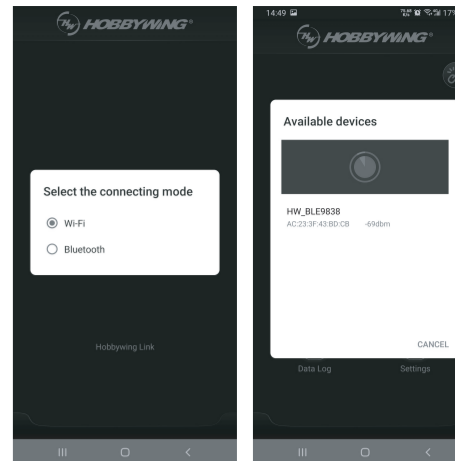 HOBBYWING®
Select the connecting mode
Wi-Fi
Bluetooth
Hobbywing Link
14:49
17%
HOBBYWING®
Available devices
HW_BLE9838
AC:23:3F:43:BD:CB -69dbm
CANCEL
Data Log Settings